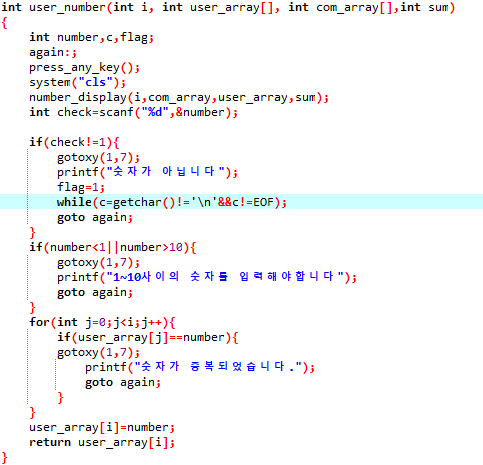 int user_number(int i, int user_array[], int com_array[],int sum)
{
int number,c,flag;
again:;
press_any_key();
system("cls");
number_display(i,com_array,user_array,sum);
int check=scanf("%d",&number);
if(check!=1){
gotoxy(1,7);
printf("숫자가 아닙니다");
flag=1;
while(c=getchar()!='\n'&&c!=EOF);
goto again;
}
if(number<1||number>10){
gotoxy(1,7);
printf("1~10사이의 숫자를 입력해야합니다");
goto again;
}
for(int j=0;j<i;j++){
if(user_array[j]==number){
gotoxy(1,7);
printf("숫자가 중복되었습니다.");
goto again;
}
}
user_array[i]=number;
return user_array[i];
}